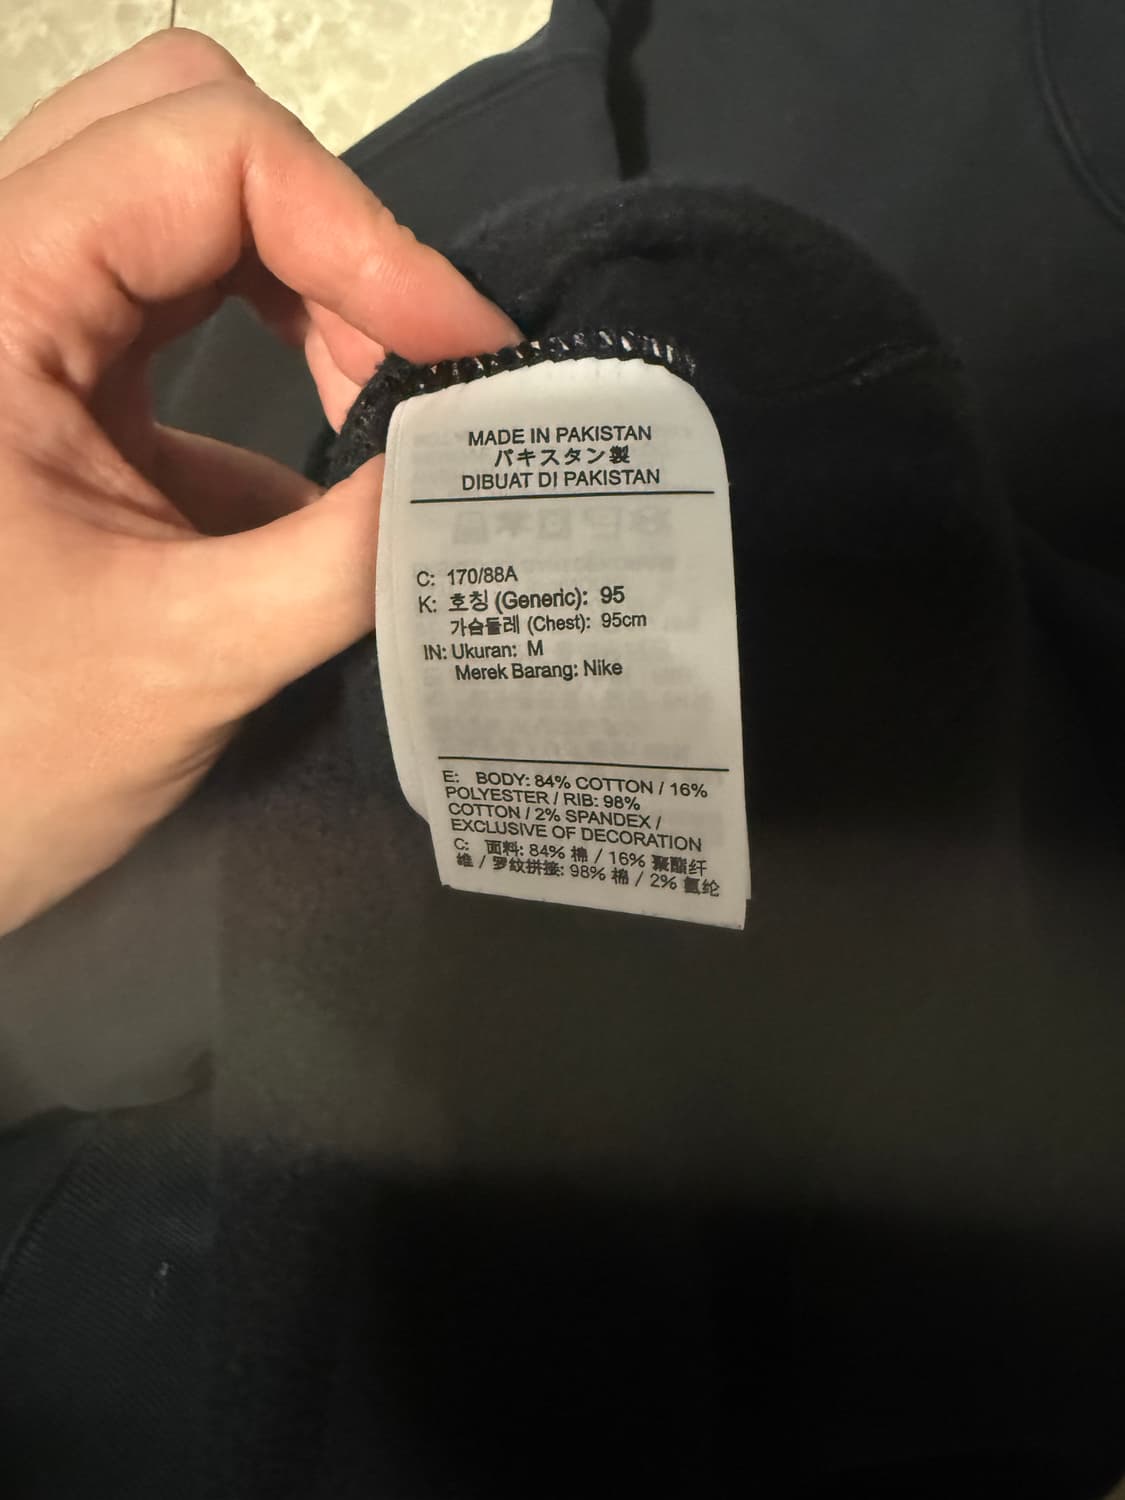 MADE IN PAKISTAN
パキスタン製
DIBUAT DI PAKISTAN
C: 170/88A
K: 호칭 (Generic): 95
가슴둘레 (Chest): 95cm
IN: Ukuran: M
Merek Barang: Nike
E: BODY: 84% COTTON / 16%
POLYESTER / RIB: 98%
COTTON / 2% SPANDEX /
EXCLUSIVE OF DECORATION
C: 面料: 84% 棉 / 16% 聚酯纤
维 / 罗纹拼接: 98% 棉 / 2% 氨纶